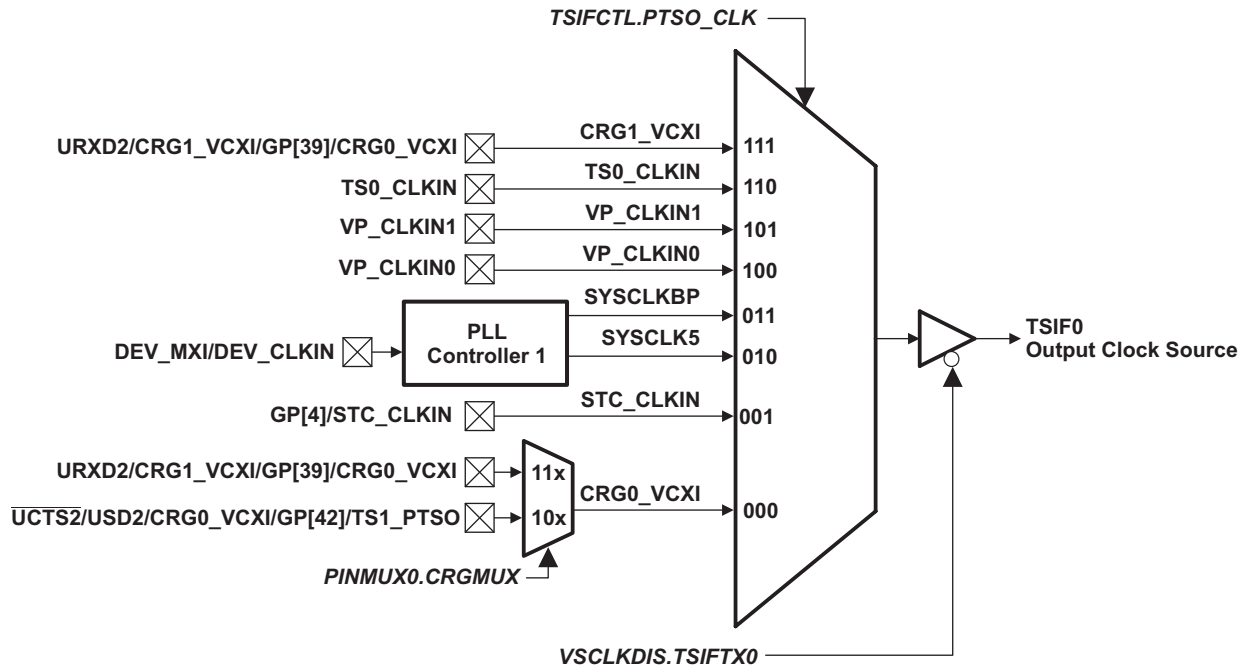 TSIFCTL.PTSO_CLK
URXD2/CRG1_VCXI/GP[39]/CRG0_VCXI
CRG1_VCXI
111
TS0_CLKIN
TS0_CLKIN
110
VP_CLKIN1
VP_CLKIN1
101
VP_CLKIN0
VP_CLKIN0
100
SYSCLKBP
011
DEV_MXI/DEV_CLKIN
PLL
Controller 1
SYSCLK5
010
TSIF0
Output Clock Source
GP[4]/STC_CLKIN
STC_CLKIN
001
URXD2/CRG1_VCXI/GP[39]/CRG0_VCXI
11x
CRG0_VCXI
000
UCTS2/USD2/CRG0_VCXI/GP[42]/TS1_PTSO
10x
PINMUX0.CRGMUX
VSCLKDIS.TSIFTX0